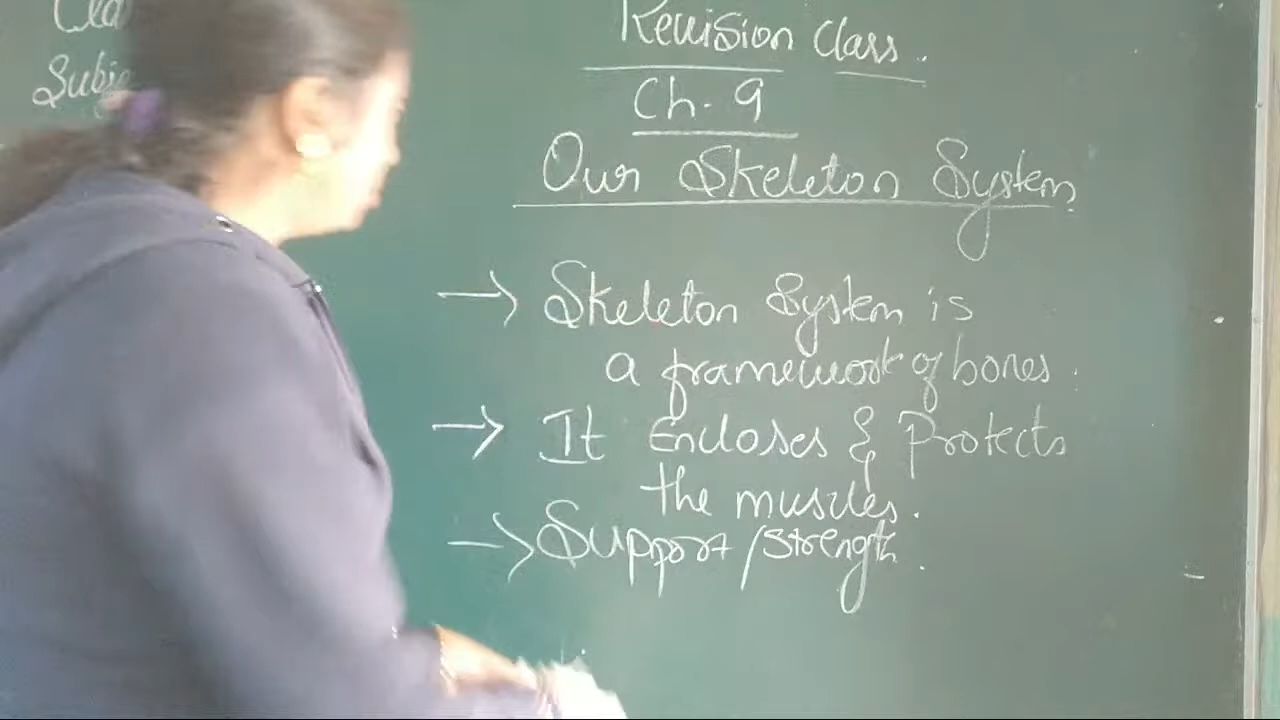 Revision Class.
Ch. 9
Our Skeleton System
→ Skeleton System is
a framework of bones.
→ It Encloses & Protects
the muscles.
→ Support/strength.